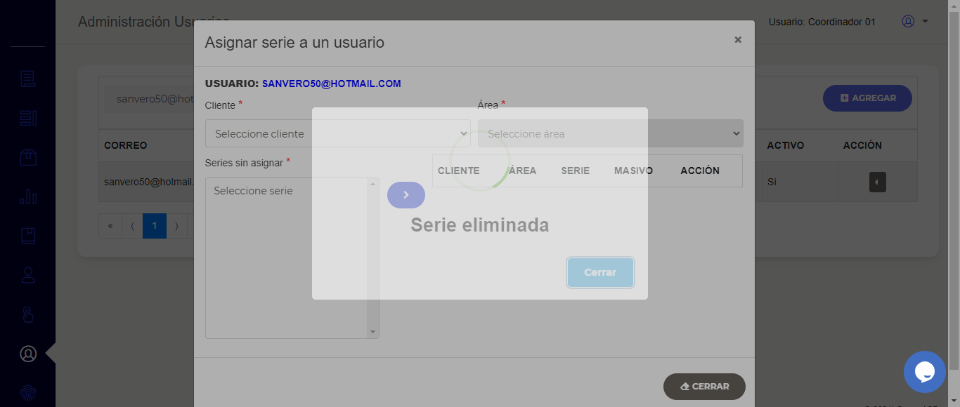 Administración Usuarios
Usuario: Coordinador 01
Asignar serie a un usuario
×
USUARIO: SANVERO50@HOTMAIL.COM
sanvero50@hot
AGREGAR
Cliente *
Área *
Seleccione cliente
Seleccione área
CORREO
ACTIVO
ACCIÓN
Series sin asignar *
CLIENTE
ÁREA
SERIE
MASIVO
ACCIÓN
sanvero50@hotmail.
Si
Seleccione serie
« ⟨ 1 ⟩
Serie eliminada
Cerrar
CERRAR